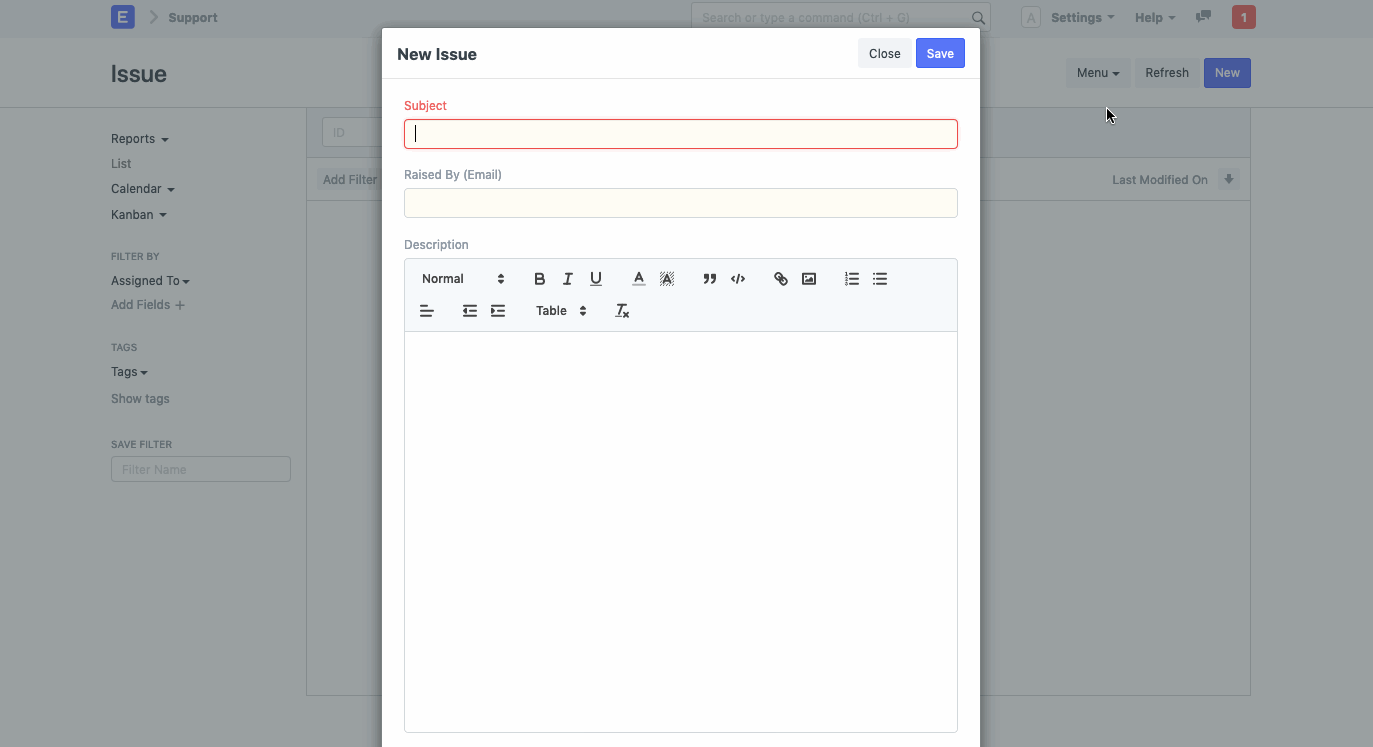 E Support Search or type a command (Ctrl + G) A Settings Help 1
New Issue Close Save
Issue Menu Refresh New
Subject
Reports ID
List
Raised By (Email)
Add Filter Last Modified On
Calendar
Kanban
Description
FILTER BY
Assigned To Normal B I U A A
Add Fields + Table Tx
TAGS
Tags
Show tags
SAVE FILTER
Filter Name